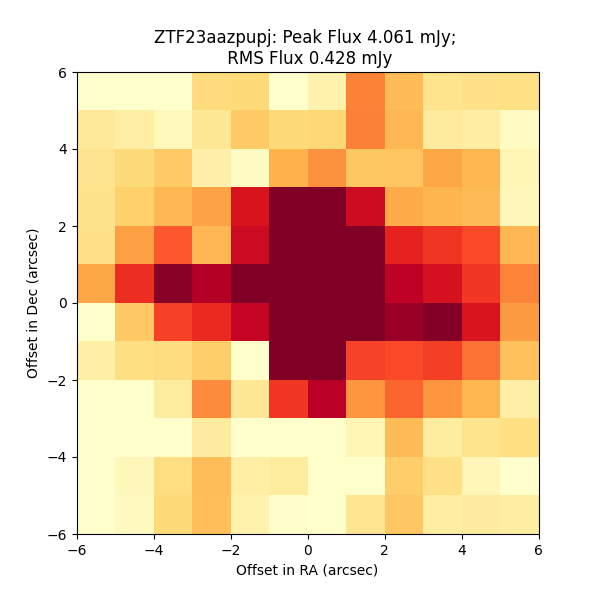 ZTF23aazpupj: Peak Flux 4.061 mJy;
RMS Flux 0.428 mJy
6
4
2
0
−2
−4
−6
Offset in Dec (arcsec)
−6 −4 −2 0 2 4 6
Offset in RA (arcsec)